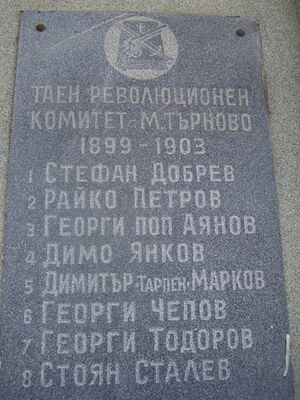 ТАЕН РЕВОЛЮЦИОНЕН
КОМИТЕТ-М.ТЪРНОВО
1899-1903
1 СТЕФАН ДОБРЕВ
2 РАЙКО ПЕТРОВ
3 ГЕОРГИ ПОП АЯНОВ
4 ДИМО ЯНКОВ
5 ДИМИТЪР „ТАРПЕН„ МАРКОВ
6 ГЕОРГИ ЧЕПОВ
7 ГЕОРГИ ТОДОРОВ
8 СТОЯН СТАЛЕВ